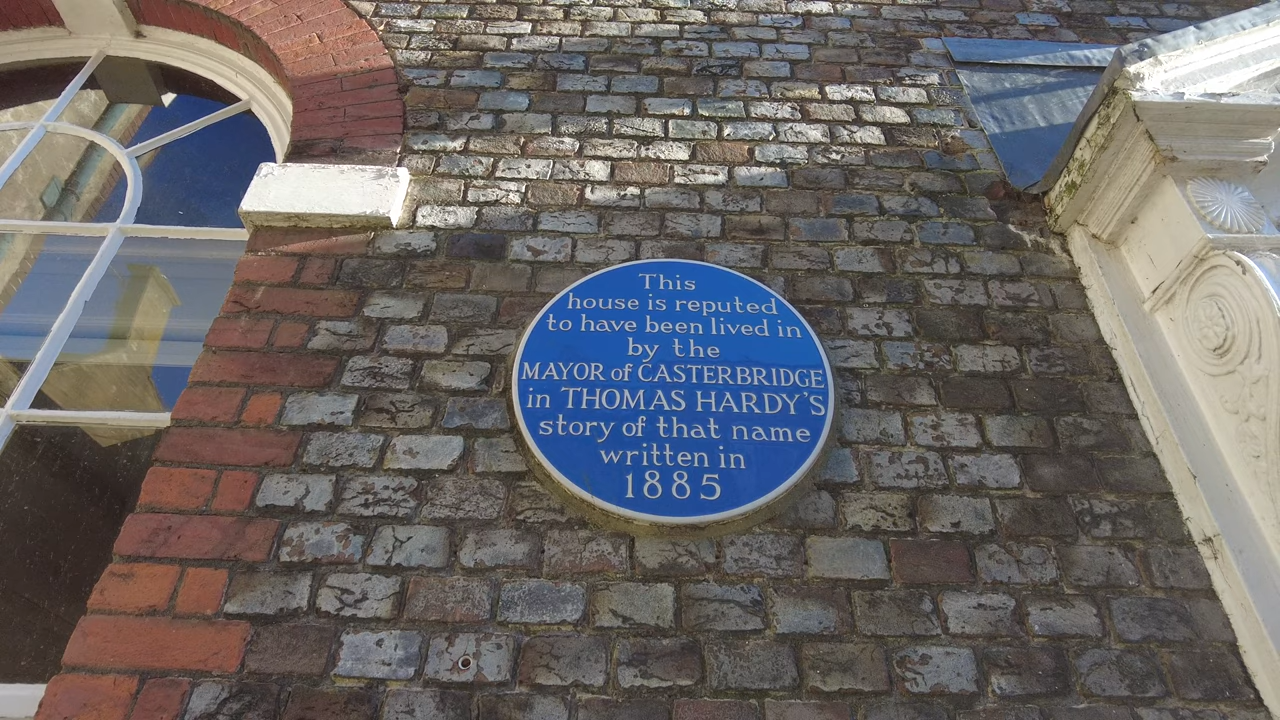 This
house is reputed
to have been lived in
by the
MAYOR of CASTERBRIDGE
in THOMAS HARDY'S
story of that name
written in
1885